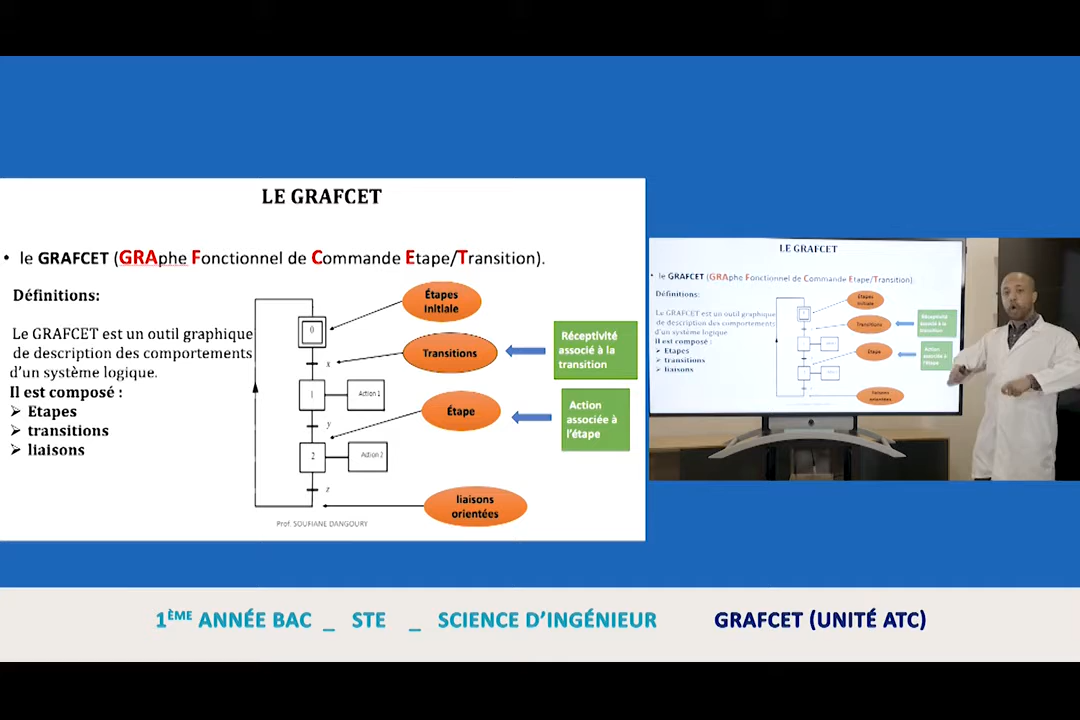 LE GRAFCET
• le GRAFCET (GRAphe Fonctionnel de Commande Etape/Transition).
Définitions:
Le GRAFCET est un outil graphique
de description des comportements
d'un système logique.
Il est composé :
➢ Etapes
➢ transitions
➢ liaisons
0
x
1
Action 1
y
2
Action 2
z
Étapes
initiale
Transitions
Étape
liaisons
orientées
Réceptivité
associé à la
transition
Action
associée à
l'étape
Prof. SOUFIANE DANGOURY
LE GRAFCET
• le GRAFCET (GRAphe Fonctionnel de Commande Etape/Transition).
Définitions:
Le GRAFCET est un outil graphique
de description des comportements
d'un système logique.
Il est composé :
➢ Etapes
➢ transitions
➢ liaisons
Etapes
initiale
Transitions
Étape
liaisons
orientées
Réceptivité
associé à la
transition
Action
associée à
l'étape
1ÈME ANNÉE BAC _ STE _ SCIENCE D'INGÉNIEUR GRAFCET (UNITÉ ATC)